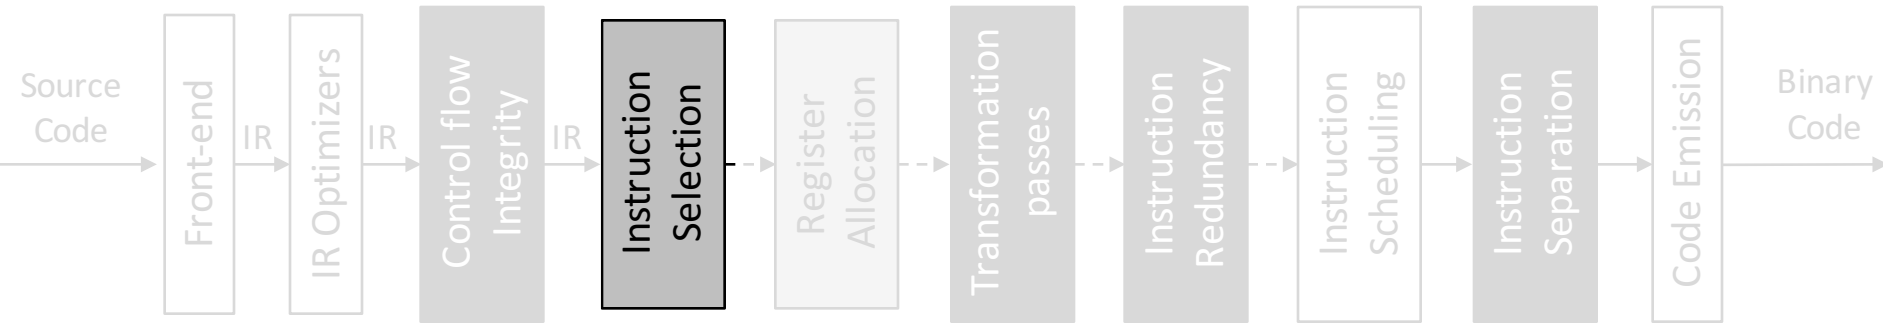 Source
Code
Front-end
IR
IR Optimizers
IR
Control flow
Integrity
IR
Instruction
Selection
Register
Allocation
Transformation
passes
Instruction
Redundancy
Instruction
Scheduling
Instruction
Separation
Code Emission
Binary
Code